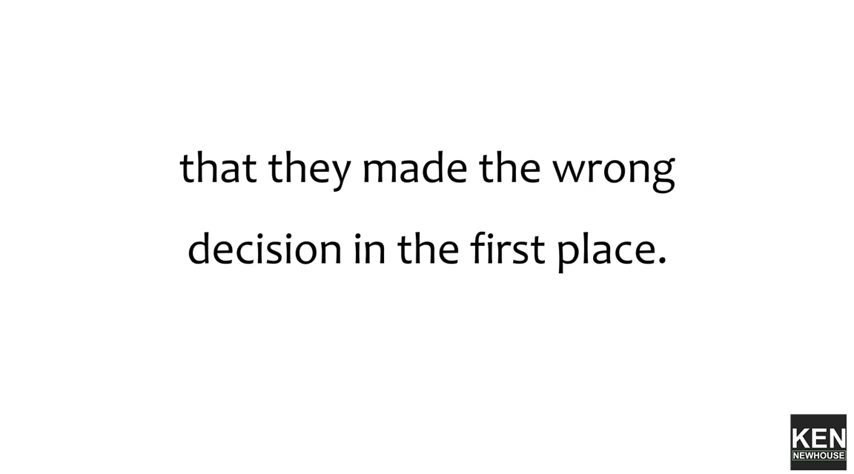 that they made the wrong
decision in the first place.
KEN
NEWHOUSE